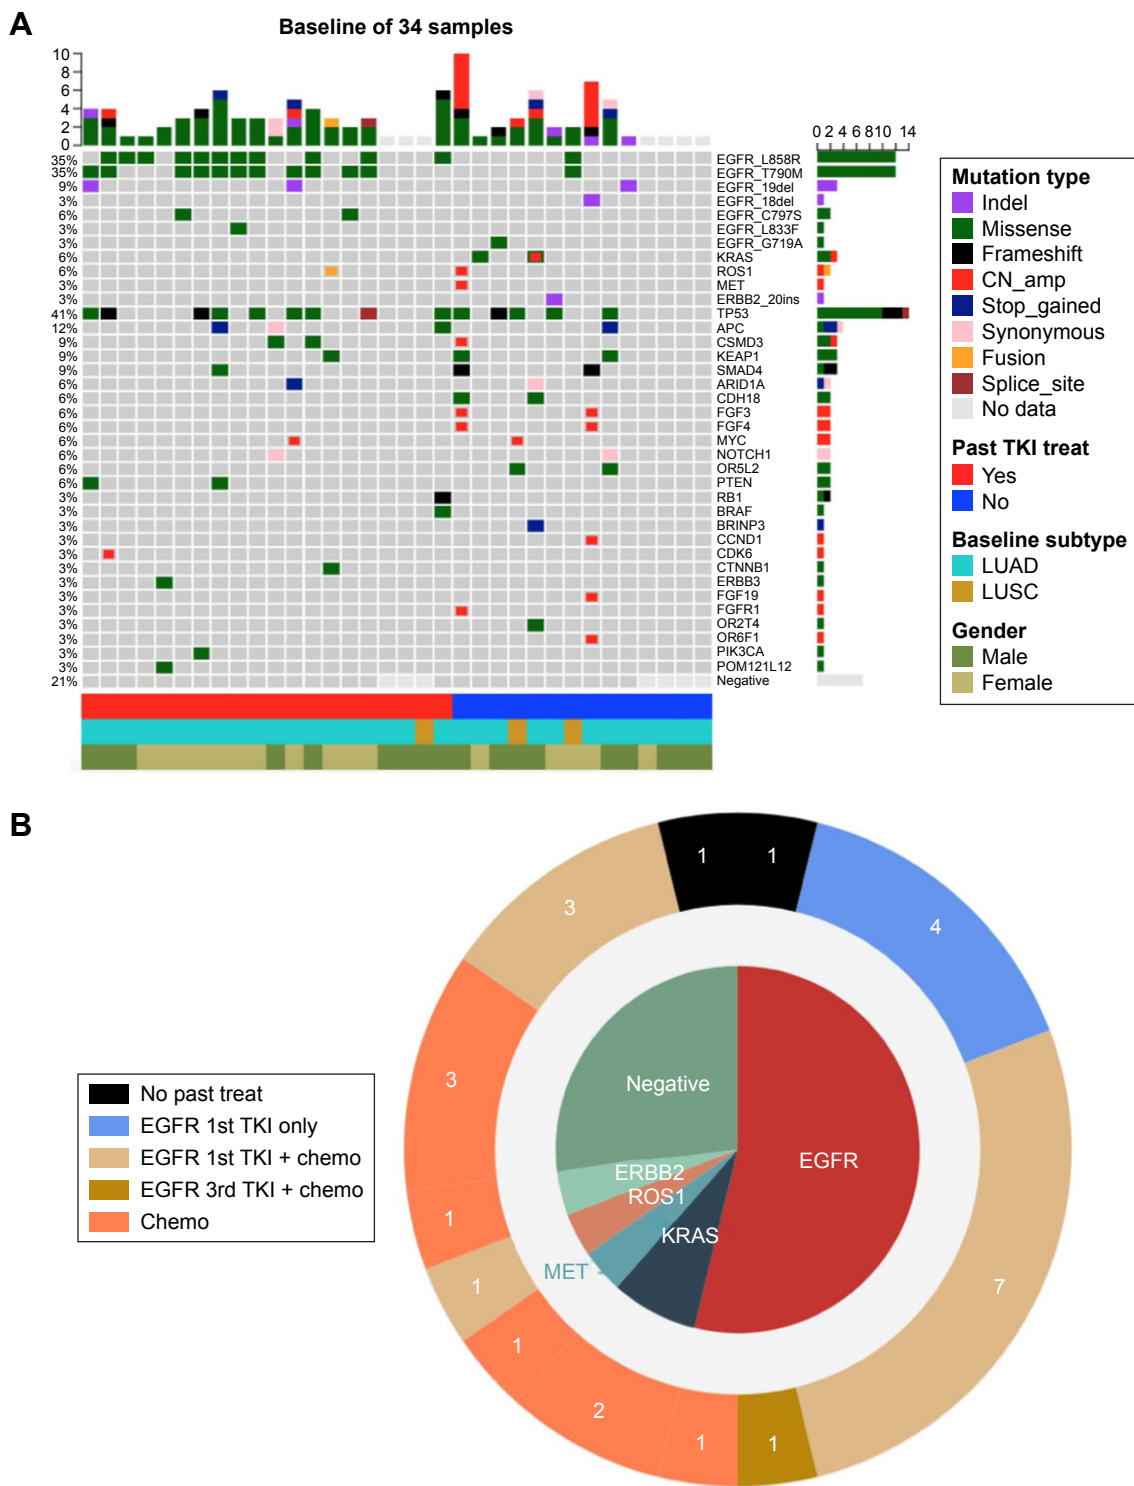 A
Baseline of 34 samples
10
8
6
4
2
0
0 2 4 6 8 10 14
35% EGFR_L858R
35% EGFR_T790M
9% EGFR_19del
3% EGFR_18del
6% EGFR_C797S
3% EGFR_L833F
3% EGFR_G719A
6% KRAS
6% ROS1
3% MET
3% ERBB2_20ins
41% TP53
12% APC
9% CSMD3
9% KEAP1
9% SMAD4
6% ARID1A
6% CDH18
6% FGF3
6% FGF4
6% MYC
6% NOTCH1
6% OR5L2
6% PTEN
3% RB1
3% BRAF
3% BRINP3
3% CCND1
3% CDK6
3% CTNNB1
3% ERBB3
3% FGF19
3% FGFR1
3% OR2T4
3% OR6F1
3% PIK3CA
3% POM121L12
21% Negative
Mutation type
Indel
Missense
Frameshift
CN_amp
Stop_gained
Synonymous
Fusion
Splice_site
No data
Past TKI treat
Yes
No
Baseline subtype
LUAD
LUSC
Gender
Male
Female
B
1 1
3
4
3
Negative
EGFR
ERBB2
ROS1
KRAS
MET
1
1
7
1
2
1
1
No past treat
EGFR 1st TKI only
EGFR 1st TKI + chemo
EGFR 3rd TKI + chemo
Chemo